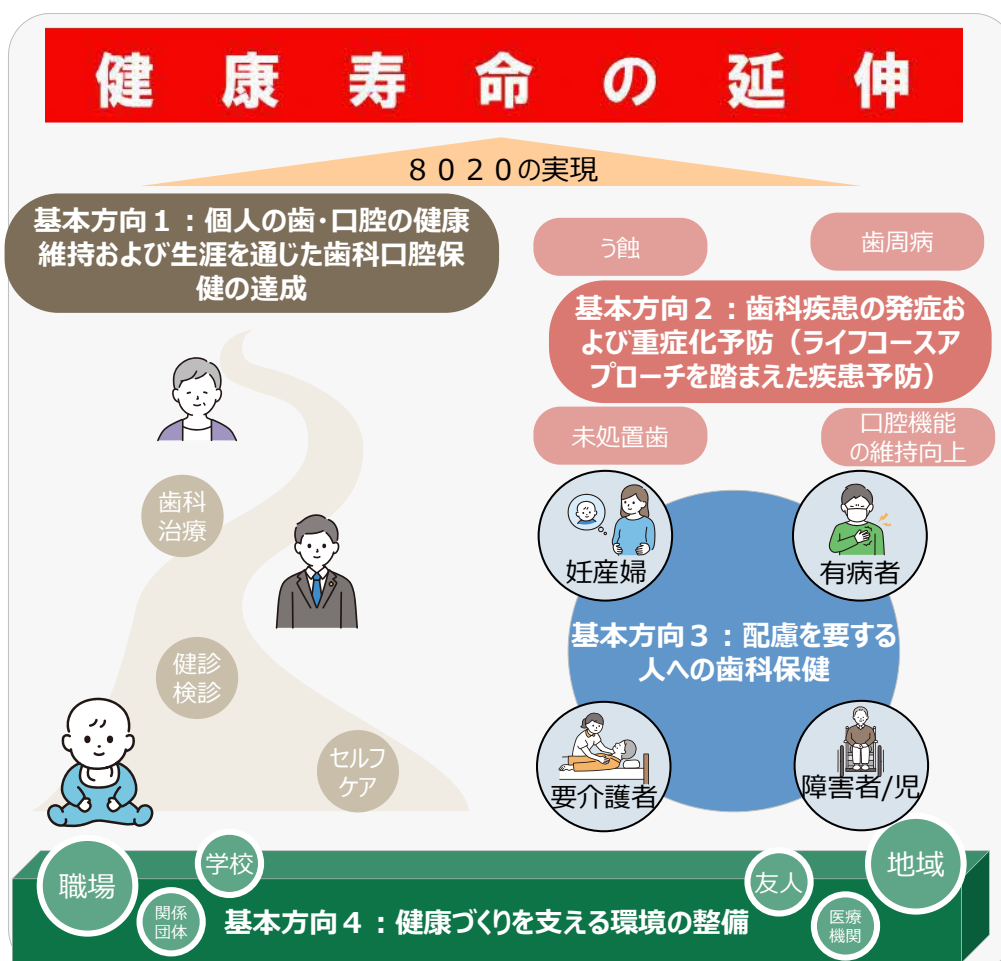 健康寿命の延伸
８０２０の実現
基本方向１：個人の歯・口腔の健康
維持および生涯を通じた歯科口腔保
健の達成
歯科
治療
健診
検診
セルフ
ケア
う蝕
歯周病
基本方向２：歯科疾患の発症お
よび重症化予防（ライフコースア
プローチを踏まえた疾患予防）
未処置歯
口腔機能
の維持向上
妊産婦
有病者
基本方向３：配慮を要する
人への歯科保健
要介護者
障害者/児
職場
学校
関係
団体
基本方向４：健康づくりを支える環境の整備
友人
医療
機関
地域